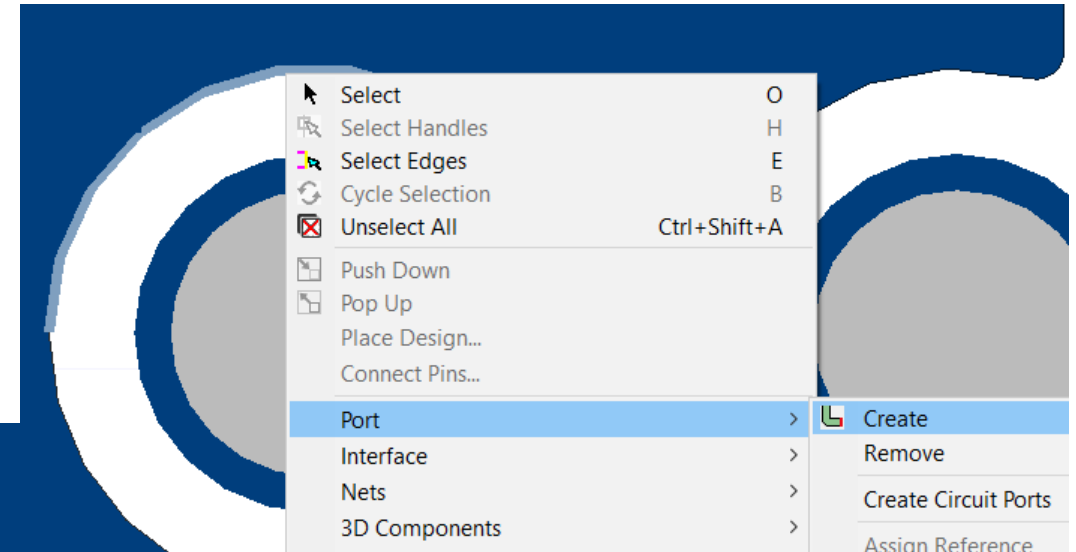 Select O
Select Handles H
Select Edges E
Cycle Selection B
Unselect All Ctrl+Shift+A
Push Down
Pop Up
Place Design...
Connect Pins...
Port
Create
Interface
Remove
Nets
Create Circuit Ports
3D Components
Assign Reference